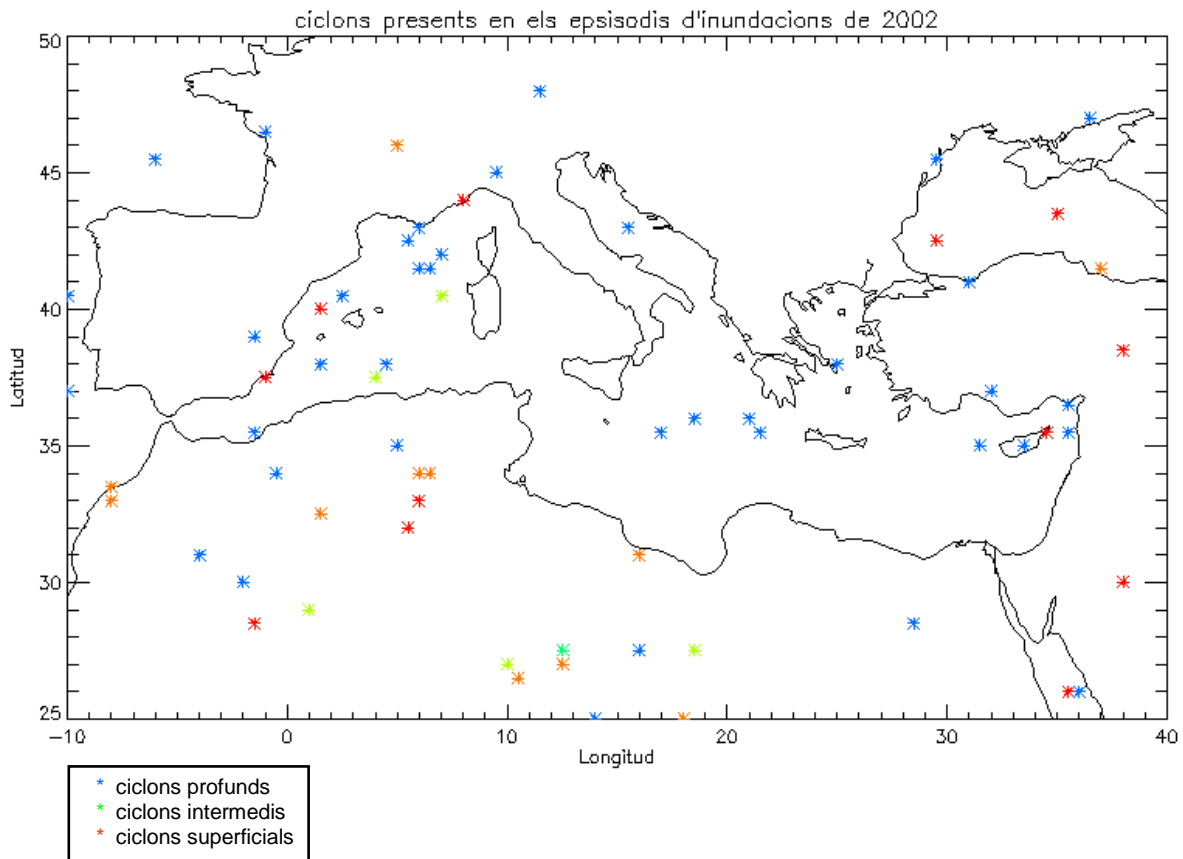 ciclons presents en els epsisodis d'inundacions de 2002
50
45
40
35
30
25
Latitud
-10 0 10 20 30 40
Longitud
* ciclons profunds
* ciclons intermedis
* ciclons superficials